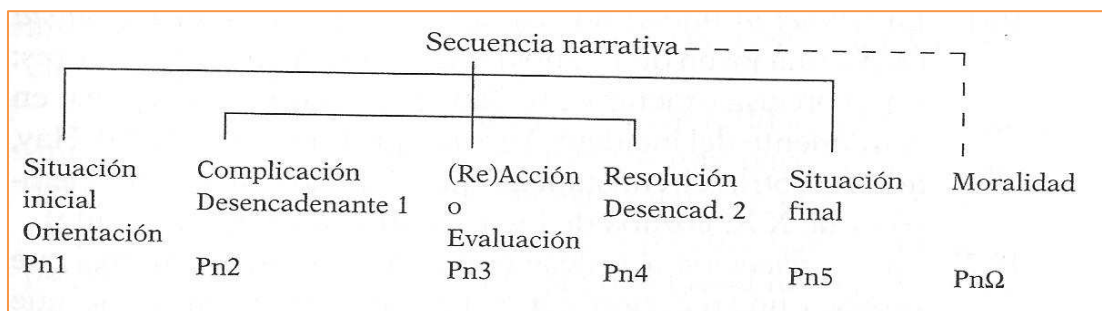 Secuencia narrativa
Situación
inicial
Orientación
Pn1
Complicación
Desencadenante 1
Pn2
(Re)Acción
o
Evaluación
Pn3
Resolución
Desencad. 2
Pn4
Situación
final
Pn5
Moralidad
PnΩ